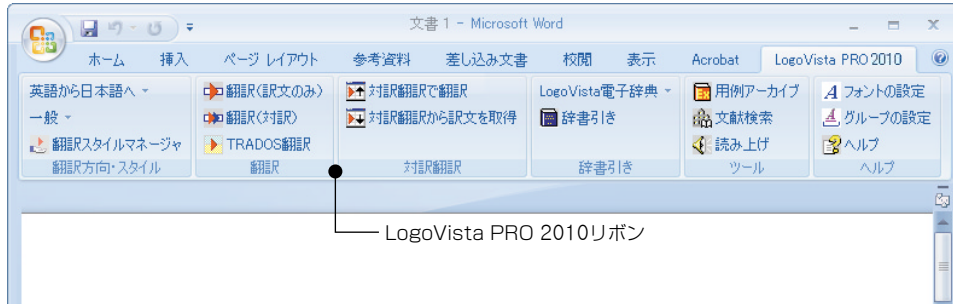 文書 1 - Microsoft Word
ホーム 挿入 ページ レイアウト 参考資料 差し込み文書 校閲 表示 Acrobat LogoVista PRO 2010
英語から日本語へ 翻訳(訳文のみ) 対訳翻訳で翻訳 LogoVista電子辞典 用例アーカイブ フォントの設定
一般 翻訳(対訳) 対訳翻訳から訳文を取得 辞書引き 文献検索 グループの設定
翻訳スタイルマネージャ TRADOS翻訳 読み上げ ヘルプ
翻訳方向・スタイル 翻訳 対訳翻訳 辞書引き ツール ヘルプ
LogoVista PRO 2010リボン